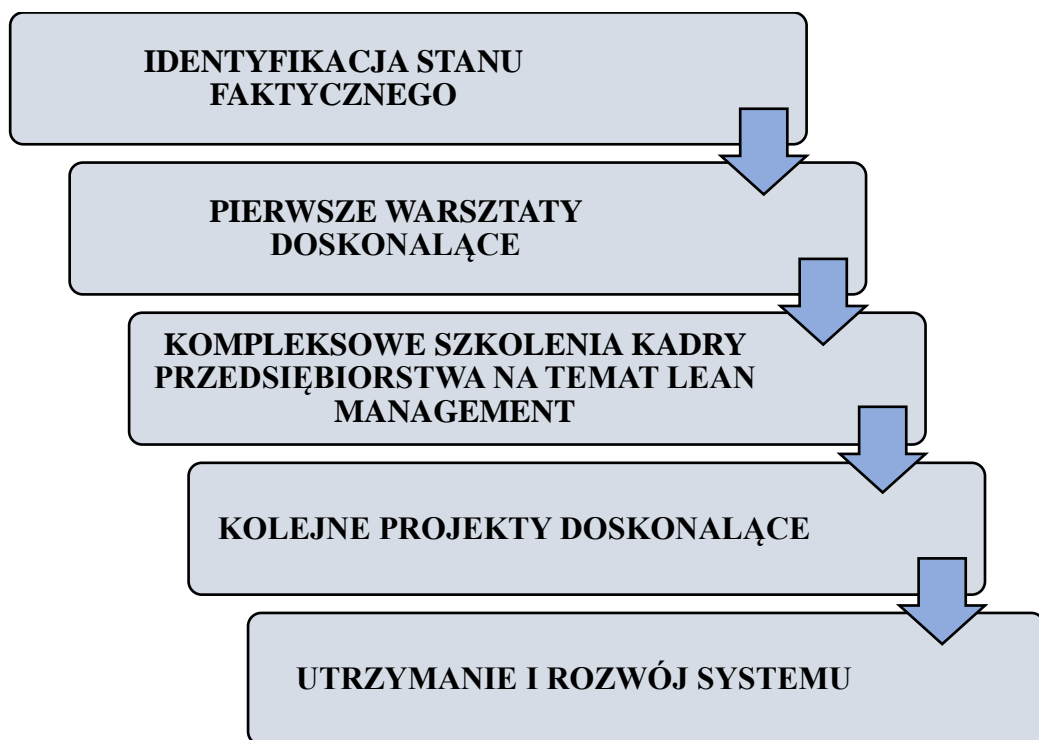 IDENTYFIKACJA STANU
FAKTYCZNEGO
PIERWSZE WARSZTATY
DOSKONALĄCE
KOMPLEKSOWE SZKOLENIA KADRY
PRZEDSIĘBIORSTWA NA TEMAT LEAN
MANAGEMENT
KOLEJNE PROJEKTY DOSKONALĄCE
UTRZYMANIE I ROZWÓJ SYSTEMU